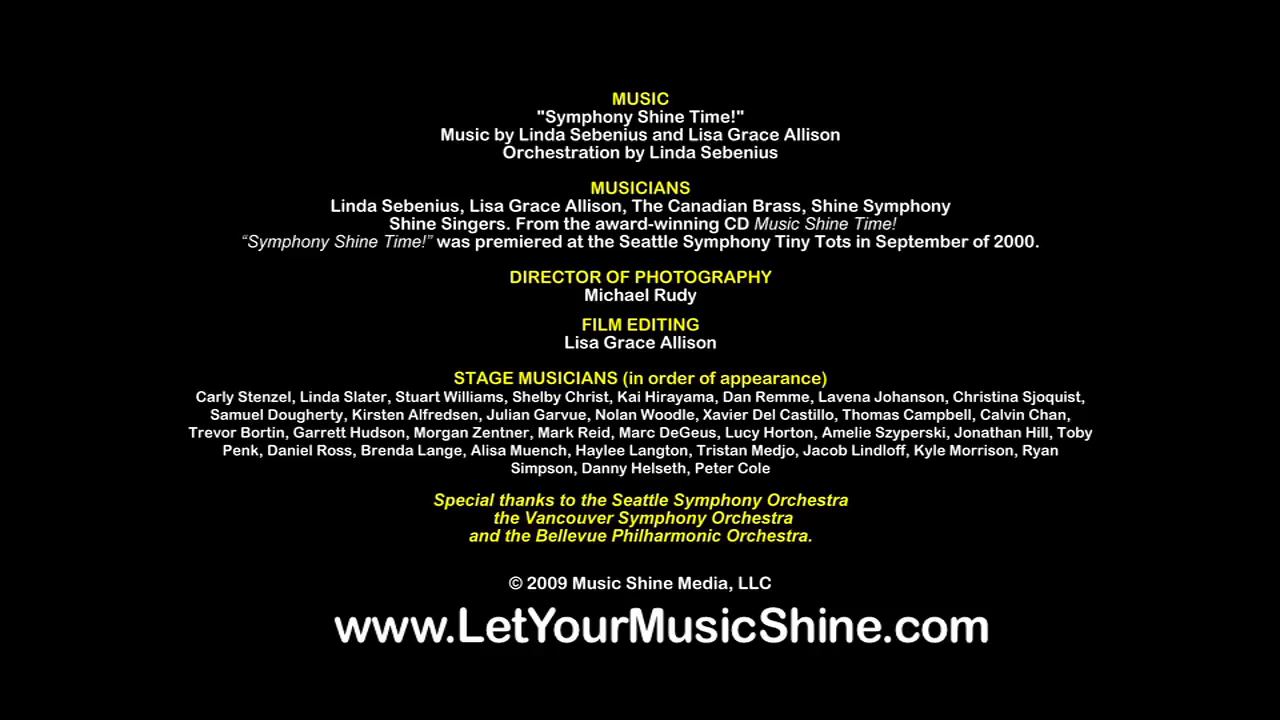 MUSIC
"Symphony Shine Time!"
Music by Linda Sebenius and Lisa Grace Allison
Orchestration by Linda Sebenius
MUSICIANS
Linda Sebenius, Lisa Grace Allison, The Canadian Brass, Shine Symphony
Shine Singers. From the award-winning CD Music Shine Time!
“Symphony Shine Time!” was premiered at the Seattle Symphony Tiny Tots in September of 2000.
DIRECTOR OF PHOTOGRAPHY
Michael Rudy
FILM EDITING
Lisa Grace Allison
STAGE MUSICIANS (in order of appearance)
Carly Stenzel, Linda Slater, Stuart Williams, Shelby Christ, Kai Hirayama, Dan Remme, Lavena Johanson, Christina Sjoquist,
Samuel Dougherty, Kirsten Alfredsen, Julian Garvue, Nolan Woodle, Xavier Del Castillo, Thomas Campbell, Calvin Chan,
Trevor Bortin, Garrett Hudson, Morgan Zentner, Mark Reid, Marc DeGeus, Lucy Horton, Amelie Szyperski, Jonathan Hill, Toby
Penk, Daniel Ross, Brenda Lange, Alisa Muench, Haylee Langton, Tristan Medjo, Jacob Lindloff, Kyle Morrison, Ryan
Simpson, Danny Helseth, Peter Cole
Special thanks to the Seattle Symphony Orchestra
the Vancouver Symphony Orchestra
and the Bellevue Philharmonic Orchestra.
© 2009 Music Shine Media, LLC
www.LetYourMusicShine.com